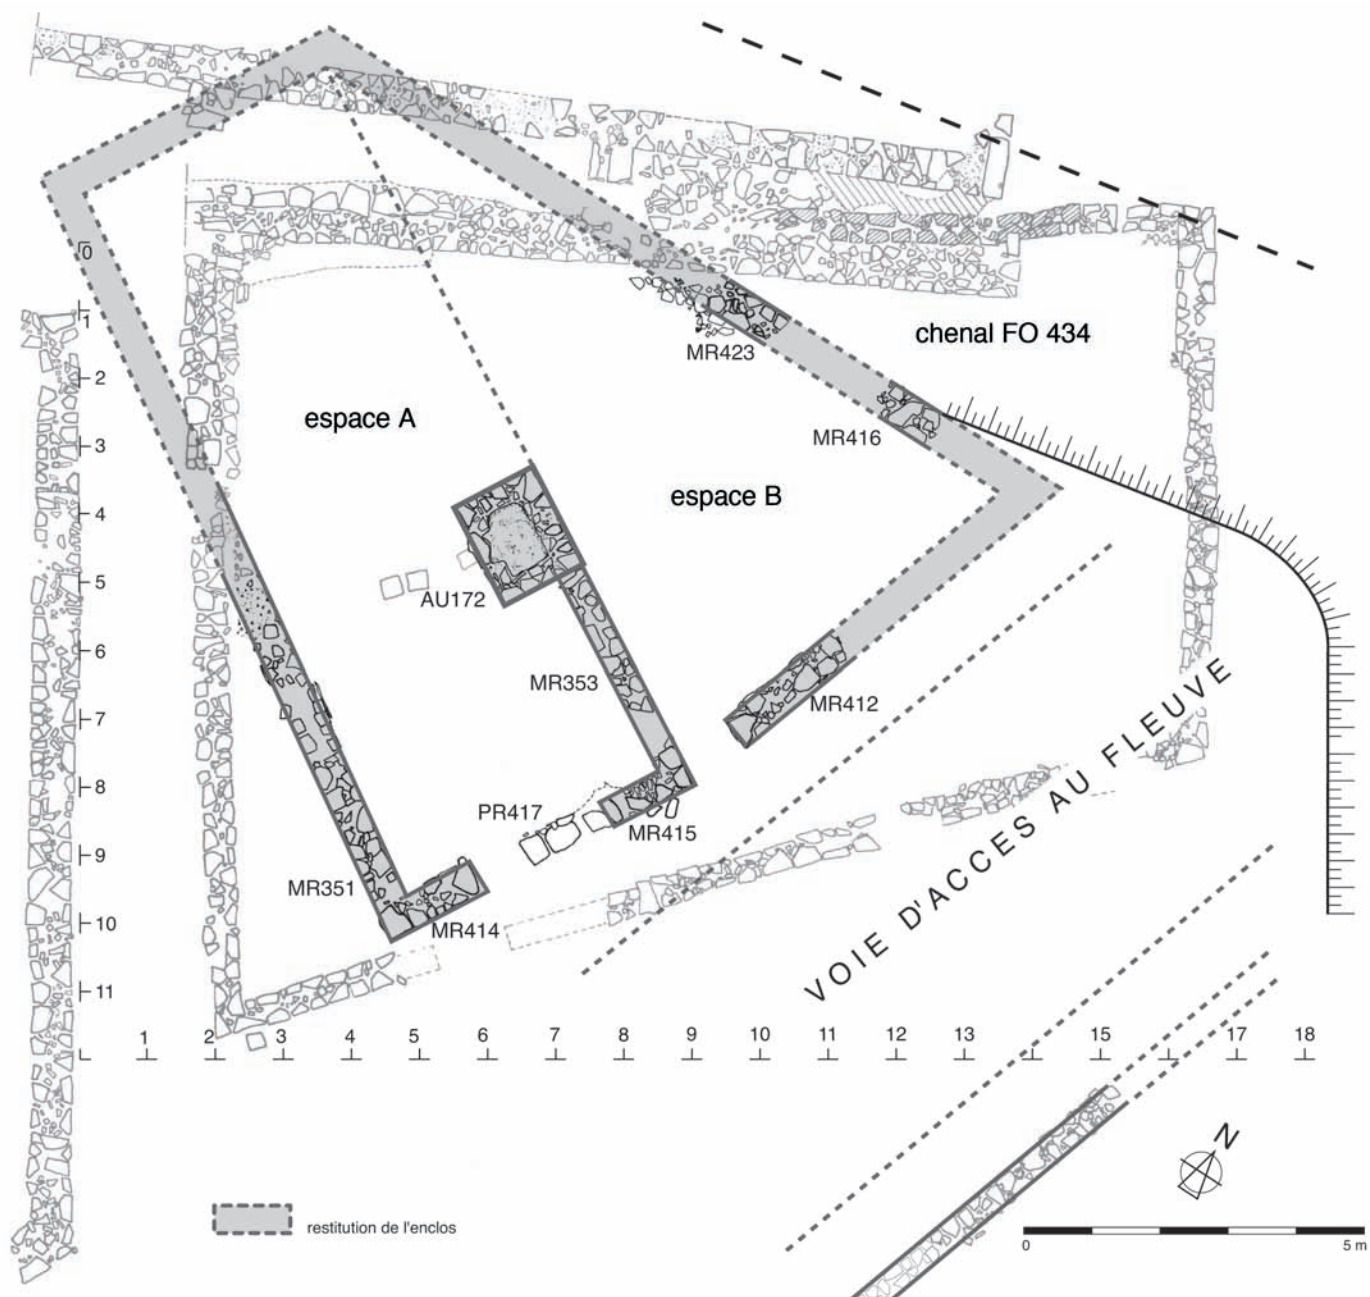 0
1
2
3
4
5
6
7
8
9
10
11
chenal FO 434
MR423
espace A
MR416
espace B
AU172
MR353
MR412
PR417
MR415
MR351
MR414
VOIE D'ACCES AU FLEUVE
1 2 3 4 5 6 7 8 9 10 11 12 13 15 17 18
N
restitution de l'enclos
0 5 m